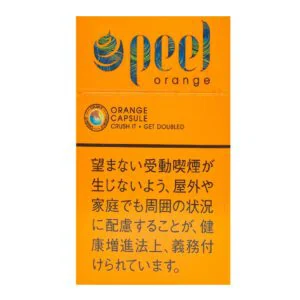 peel
orange
ORANGE
CAPSULE
CRUSH IT • GET DOUBLED
望まない受動喫煙が
生じないよう、屋外や
家庭でも周囲の状況
に配慮することが、健
康増進法上、義務付
けられています。